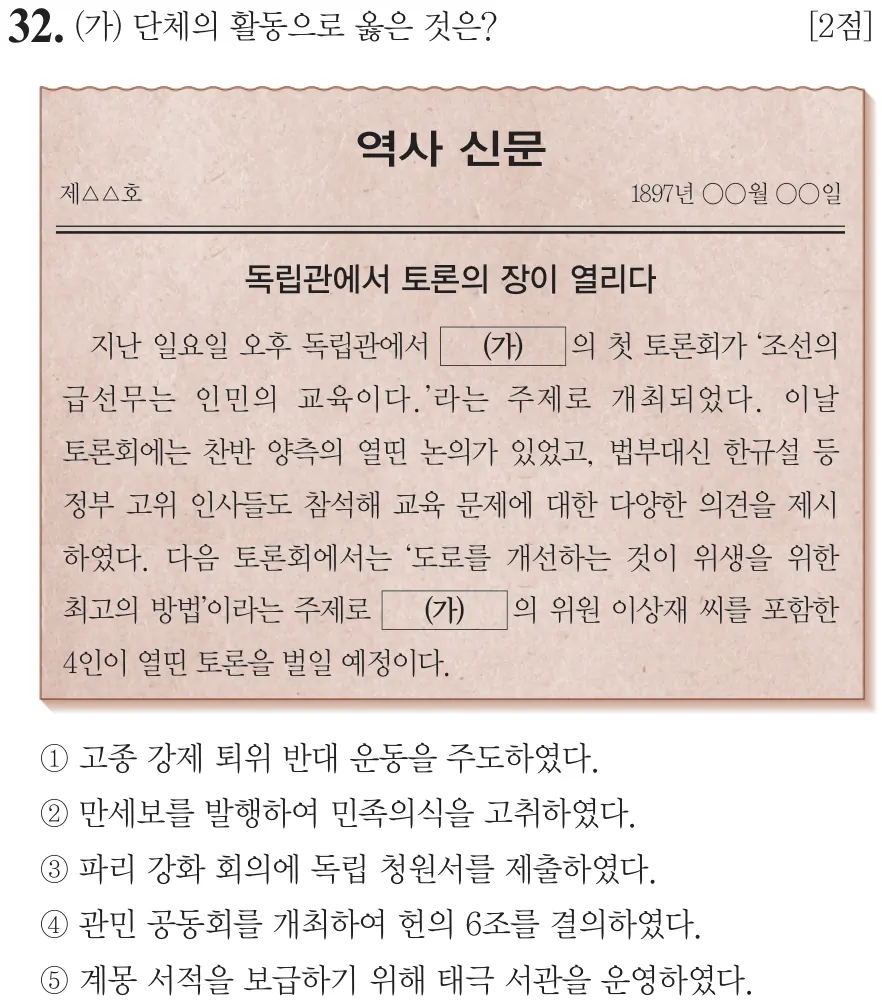 32. (가) 단체의 활동으로 옳은 것은? [2점]
역사 신문
제△△호 1897년 ○○월 ○○일
독립관에서 토론의 장이 열리다
지난 일요일 오후 독립관에서 (가) 의 첫 토론회가 ‘조선의
급선무는 인민의 교육이다.’라는 주제로 개최되었다. 이날
토론회에는 찬반 양측의 열띤 논의가 있었고, 법부대신 한규설 등
정부 고위 인사들도 참석해 교육 문제에 대한 다양한 의견을 제시
하였다. 다음 토론회에서는 ‘도로를 개선하는 것이 위생을 위한
최고의 방법’이라는 주제로 (가) 의 위원 이상재 씨를 포함한
4인이 열띤 토론을 벌일 예정이다.
① 고종 강제 퇴위 반대 운동을 주도하였다.
② 만세보를 발행하여 민족의식을 고취하였다.
③ 파리 강화 회의에 독립 청원서를 제출하였다.
④ 관민 공동회를 개최하여 헌의 6조를 결의하였다.
⑤ 계몽 서적을 보급하기 위해 태극 서관을 운영하였다.